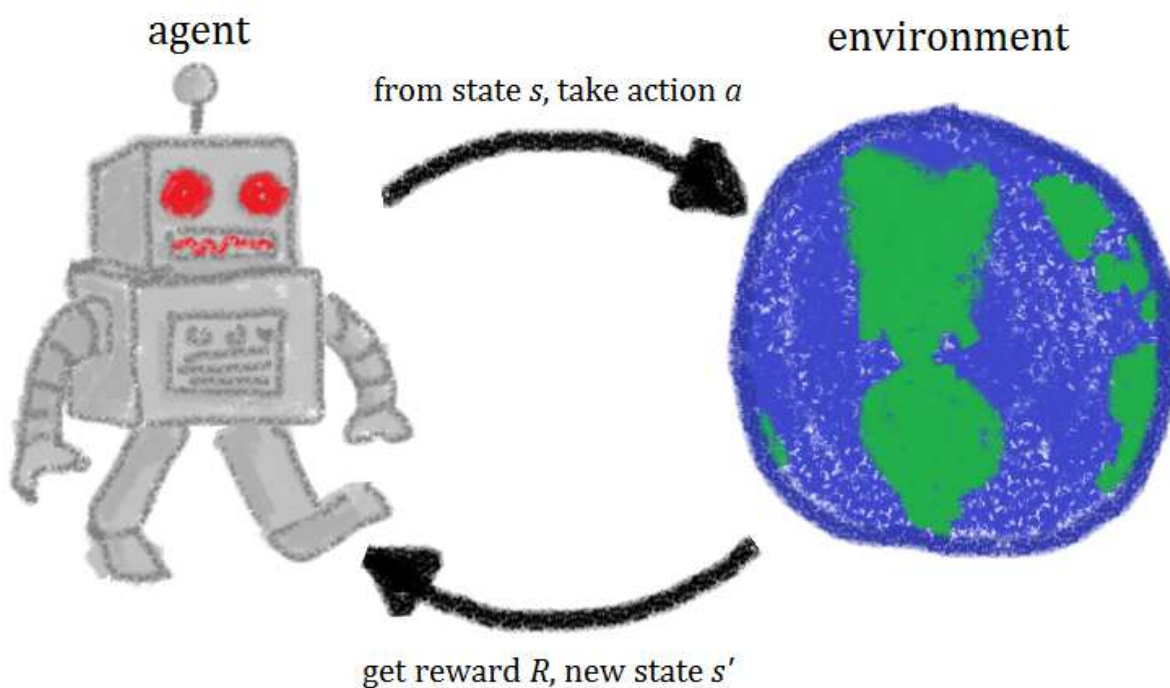 agent
environment
from state s, take action a
get reward R, new state s′